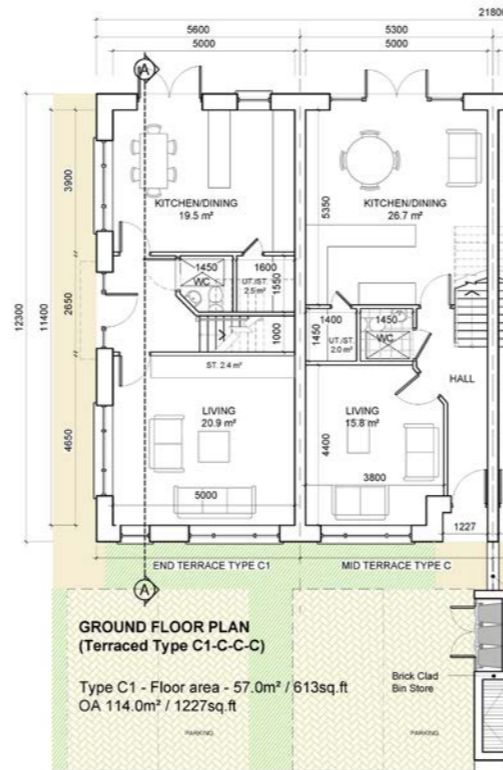 21800
5600
5300
5000
5000
A
12300
11400
3900
2650
4650
KITCHEN/DINING
19.5 m²
KITCHEN/DINING
26.7 m²
5350
1450
WC
1600
UT./ST.
2.5 m²
1550
1000
ST. 2.4 m²
1450
1400
UT./ST.
2.0 m²
1450
WC
HALL
LIVING
20.9 m²
LIVING
15.8 m²
4400
5000
3800
1227
END TERRACE TYPE C1
MID TERRACE TYPE C
A
GROUND FLOOR PLAN
(Terraced Type C1-C-C-C)
Type C1 - Floor area - 57.0m² / 613sq.ft
OA 114.0m² / 1227sq.ft
Brick Clad
Bin Store
PARKING
PARKING